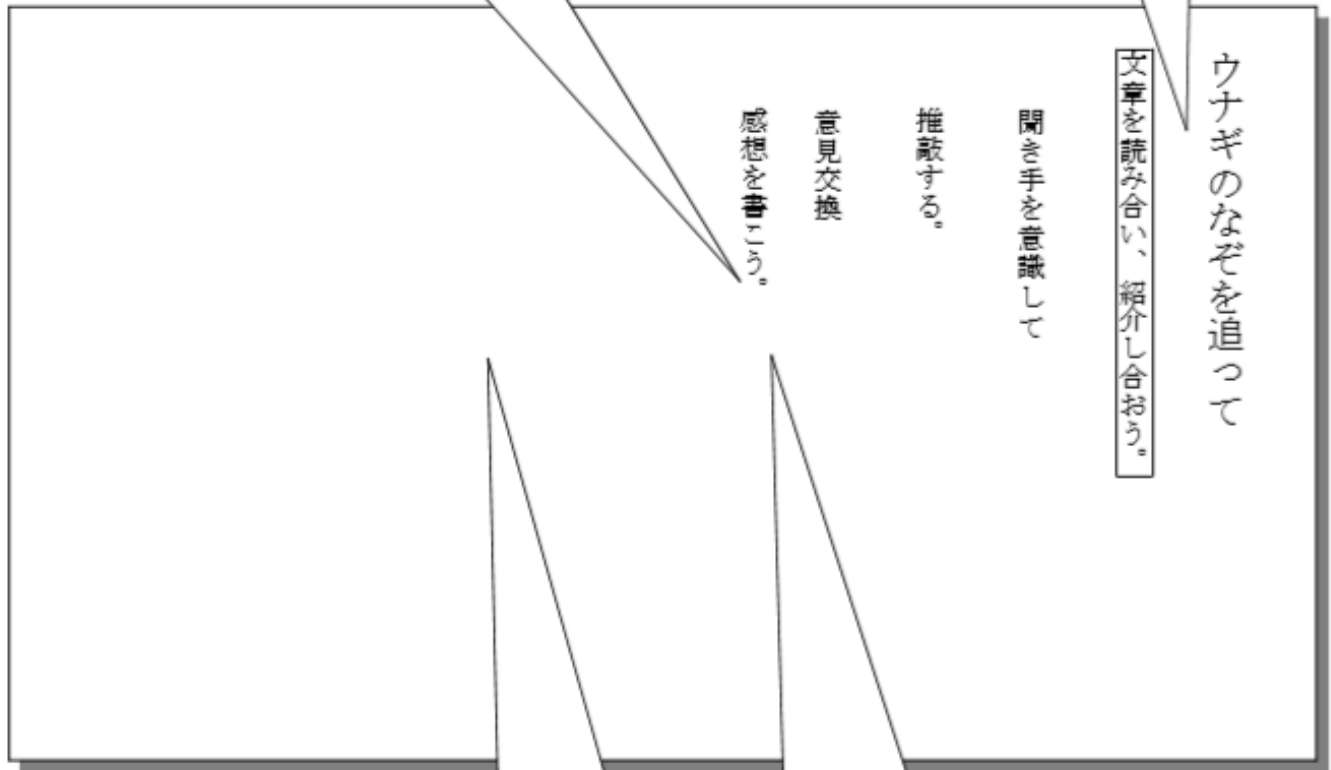 ウナギのなぞを追って
文章を読み合い、紹介し合おう。
聞き手を意識して
推敲する。
意見交換
感想を書こう。